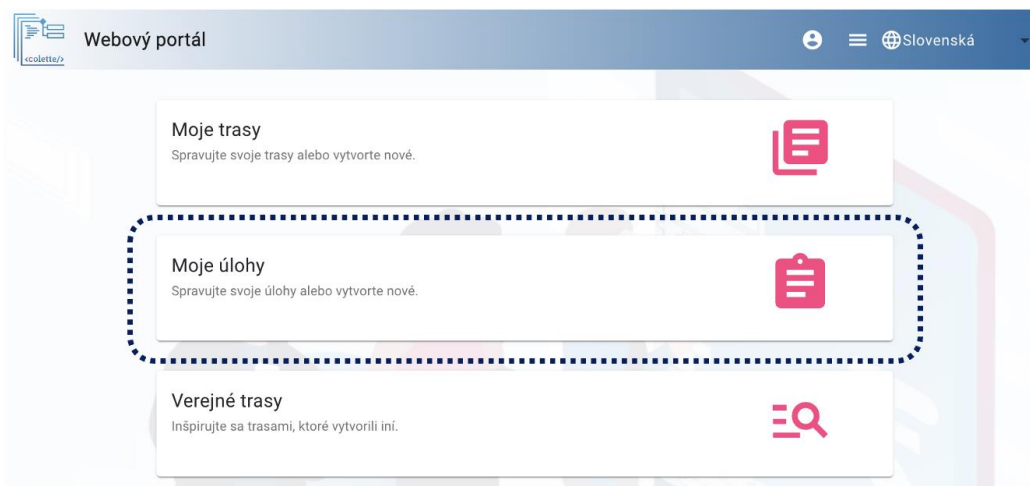 <colette/>
Webový portál
Slovenská
Moje trasy
Spravujte svoje trasy alebo vytvorte nové.
Moje úlohy
Spravujte svoje úlohy alebo vytvorte nové.
Verejné trasy
Inšpirujte sa trasami, ktoré vytvorili iní.